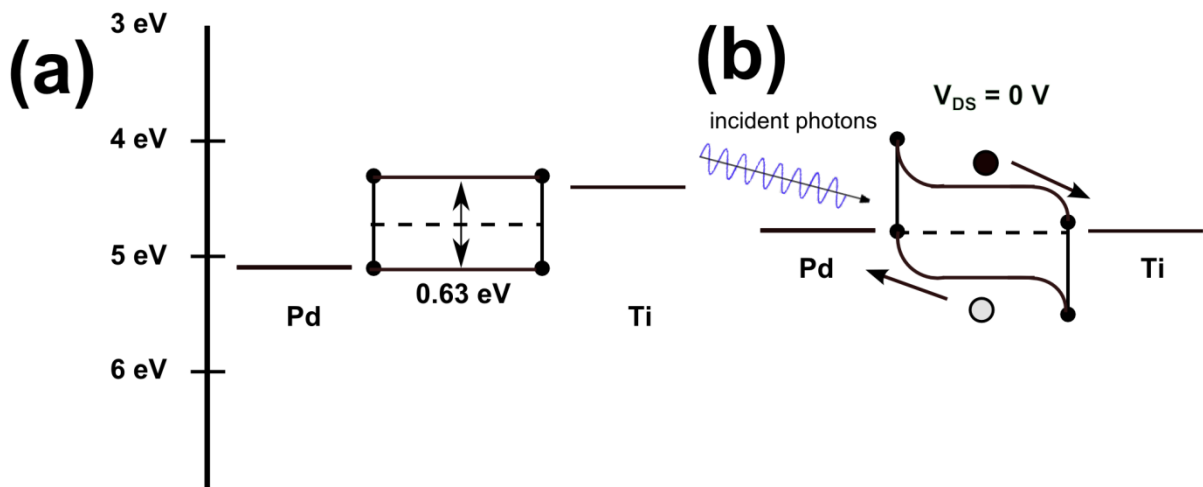 (a)
3 eV
4 eV
5 eV
6 eV
Pd
0.63 eV
Ti
(b)
V_DS = 0 V
incident photons
Pd
Ti